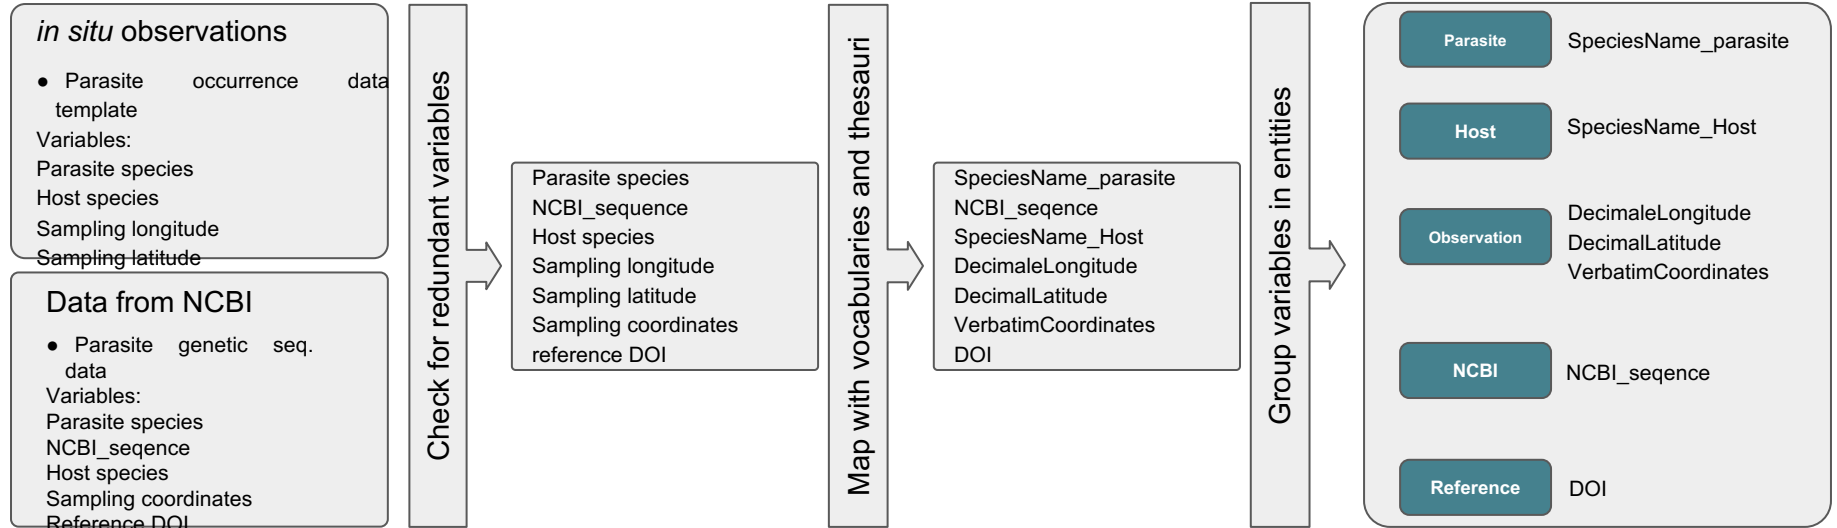 in situ observations
● Parasite occurrence data
template
Variables:
Parasite species
Host species
Sampling longitude
Sampling latitude
Data from NCBI
● Parasite genetic seq.
data
Variables:
Parasite species
NCBI_seqence
Host species
Sampling coordinates
Reference DOI
Check for redundant variables
Parasite species
NCBI_sequence
Host species
Sampling longitude
Sampling latitude
Sampling coordinates
reference DOI
Map with vocabularies and thesauri
SpeciesName_parasite
NCBI_seqence
SpeciesName_Host
DecimaleLongitude
DecimalLatitude
VerbatimCoordinates
DOI
Group variables in entities
Parasite SpeciesName_parasite
Host SpeciesName_Host
Observation
DecimaleLongitude
DecimalLatitude
VerbatimCoordinates
NCBI NCBI_seqence
Reference DOI